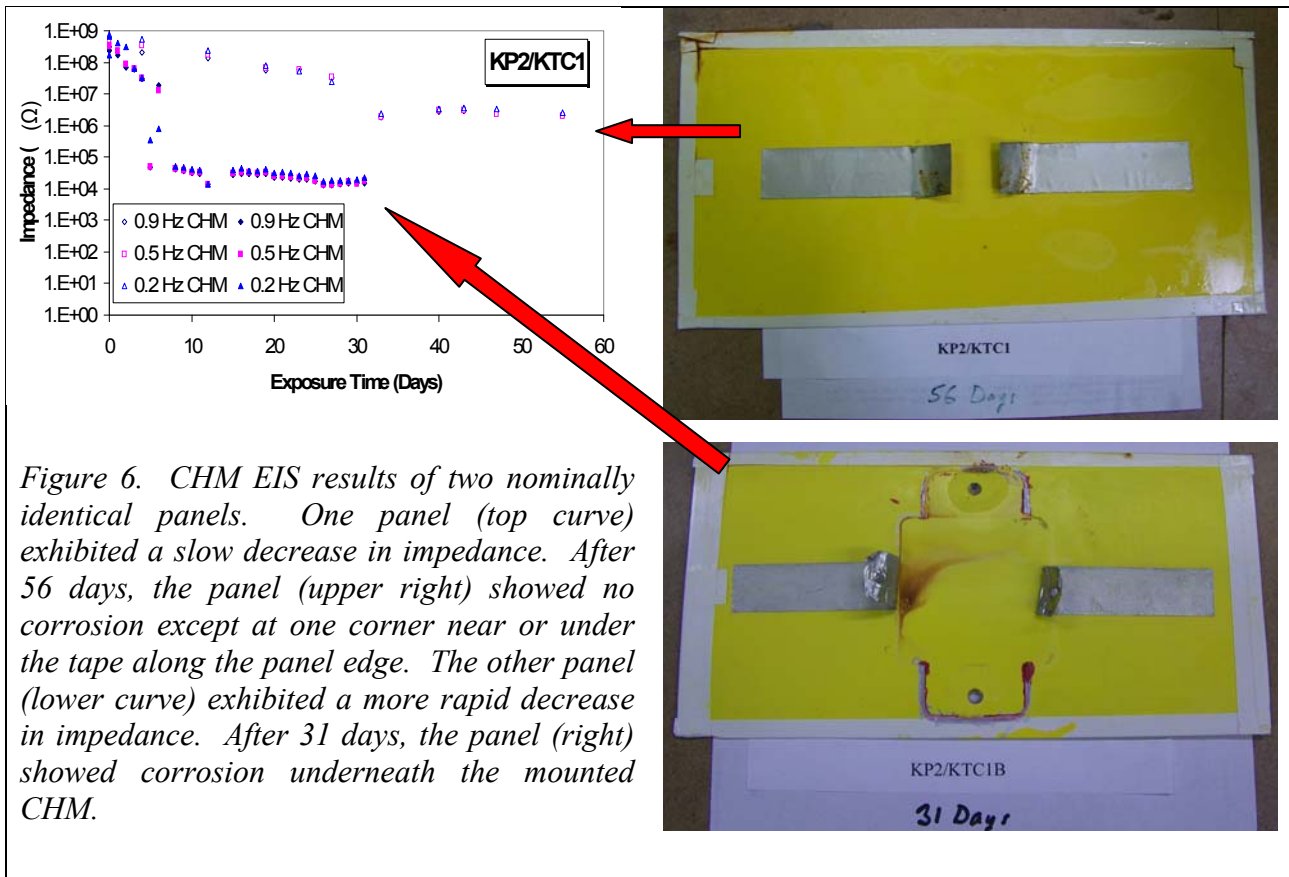 1.E+09
1.E+08
1.E+07
1.E+06
1.E+05
1.E+04
1.E+03
1.E+02
1.E+01
1.E+00
Impedance ( (Ω)
KP2/KTC1
0.9 Hz CHM 0.9 Hz CHM
0.5 Hz CHM 0.5 Hz CHM
0.2 Hz CHM 0.2 Hz CHM
0 10 20 30 40 50 60
Exposure Time (Days)
KP2/KTC1
56 Days
Figure 6. CHM EIS results of two nominally
identical panels. One panel (top curve)
exhibited a slow decrease in impedance. After
56 days, the panel (upper right) showed no
corrosion except at one corner near or under
the tape along the panel edge. The other panel
(lower curve) exhibited a more rapid decrease
in impedance. After 31 days, the panel (right)
showed corrosion underneath the mounted
CHM.
KP2/KTC1B
31 Days